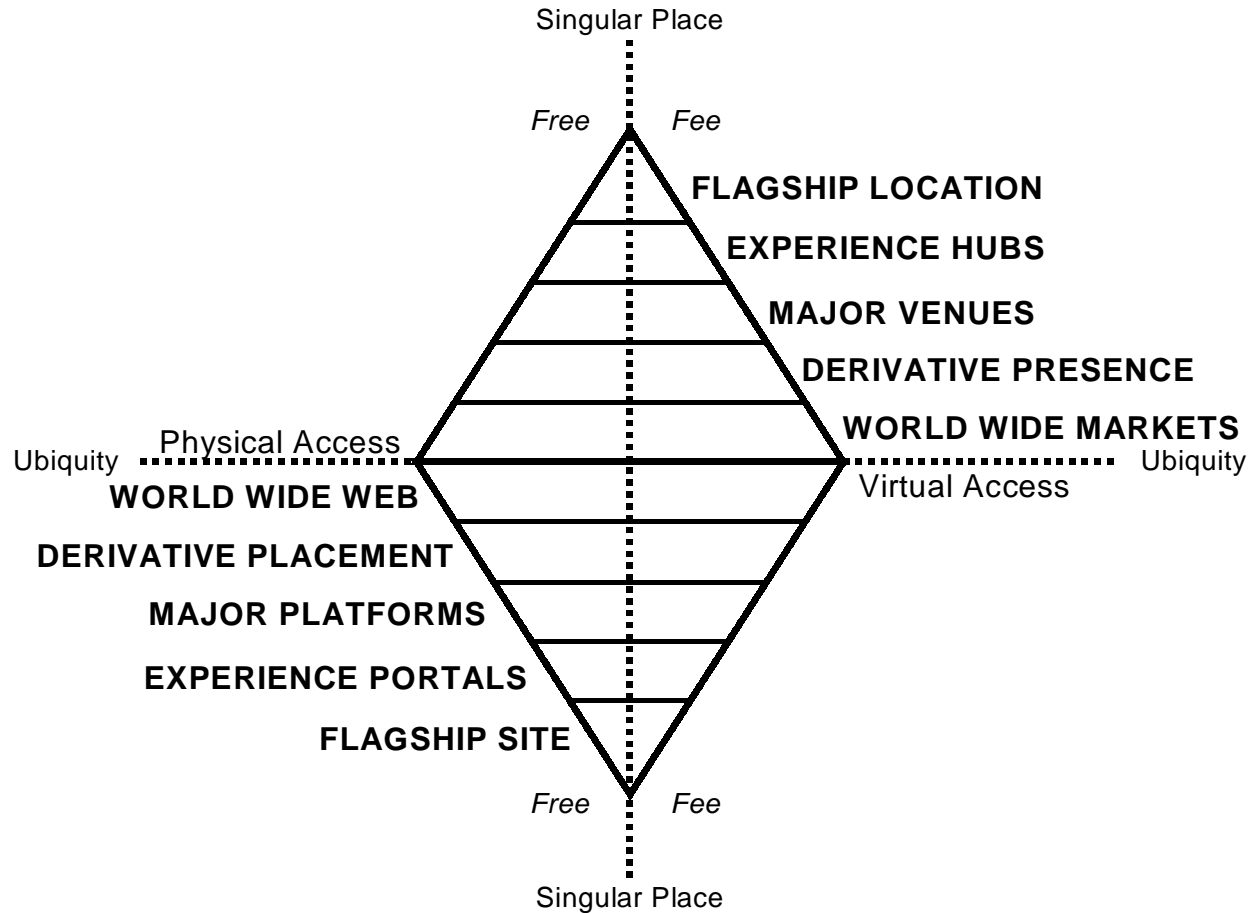 Singular Place
Free Fee
FLAGSHIP LOCATION
EXPERIENCE HUBS
MAJOR VENUES
DERIVATIVE PRESENCE
WORLD WIDE MARKETS
Physical Access
Ubiquity Ubiquity
Virtual Access
WORLD WIDE WEB
DERIVATIVE PLACEMENT
MAJOR PLATFORMS
EXPERIENCE PORTALS
FLAGSHIP SITE
Free Fee
Singular Place